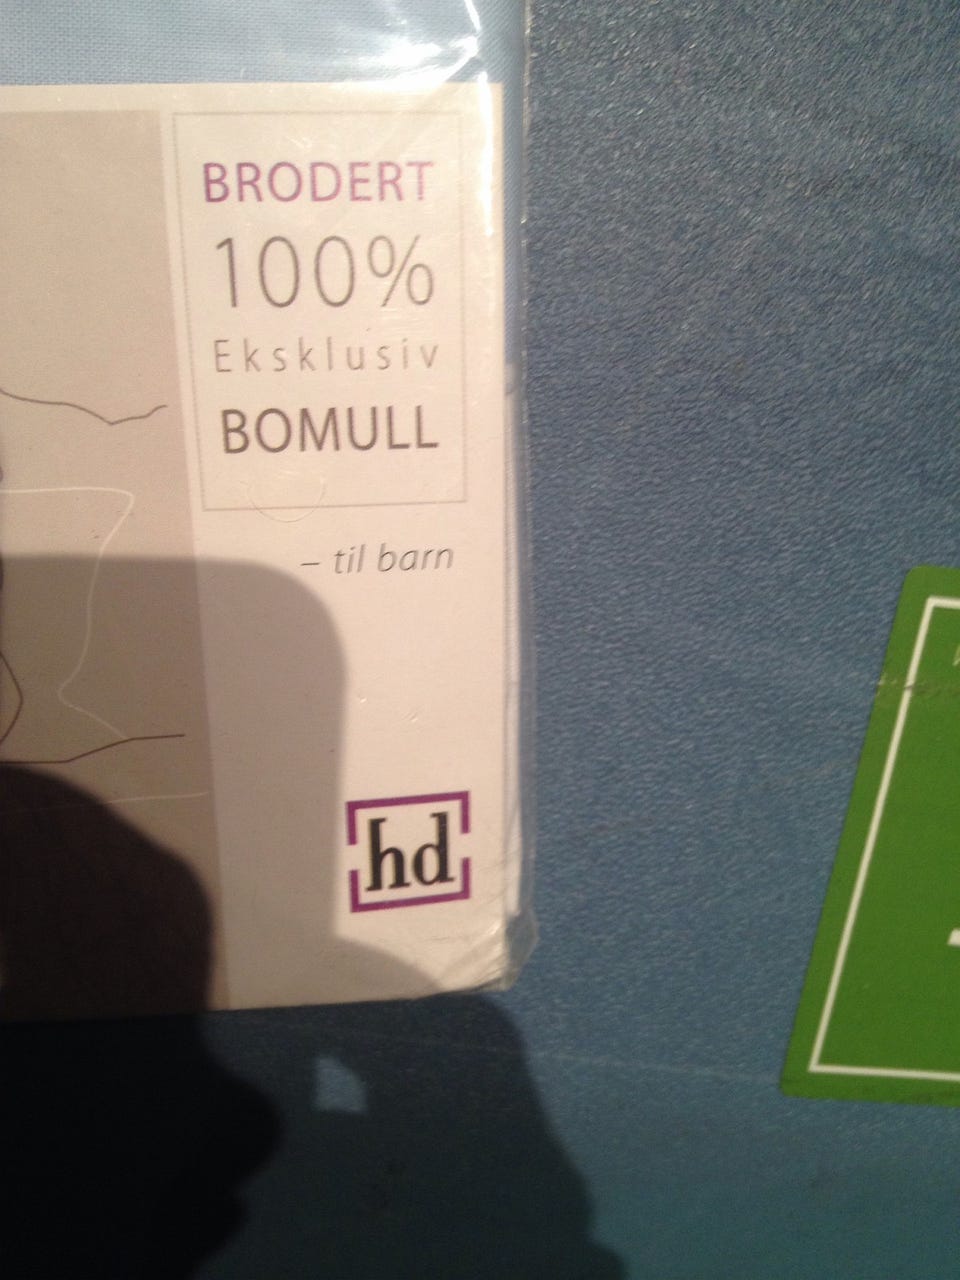 BRODERT
100%
Eksklusiv
BOMULL
– til barn
hd